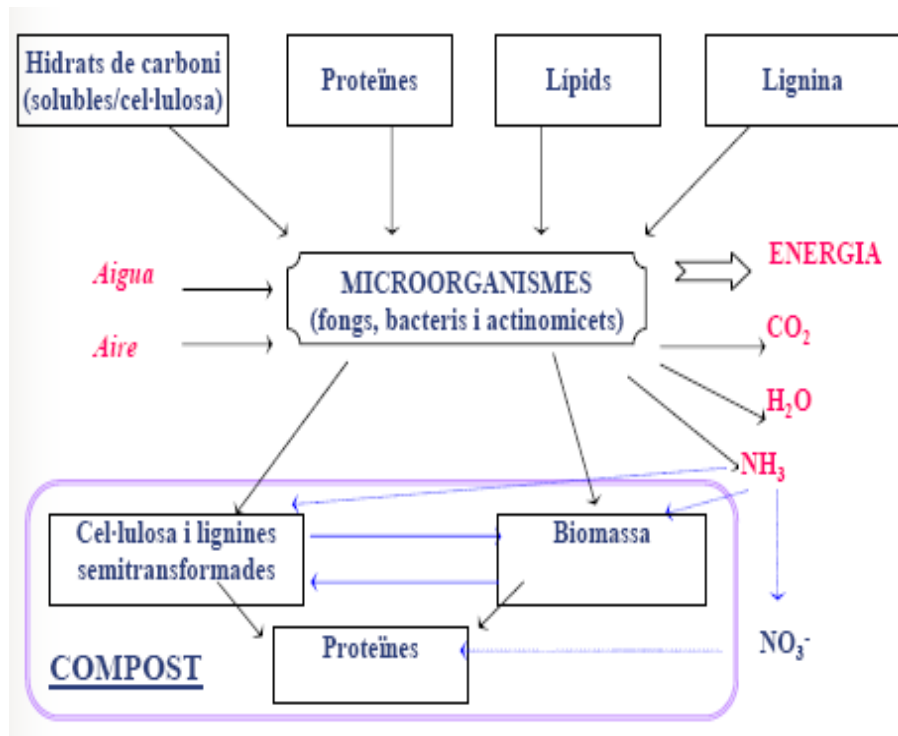 Hidrats de carboni
(solubles/cel·lulosa)
Proteïnes
Lípids
Lignina
Aigua
Aire
MICROORGANISMES
(fongs, bacteris i actinomicets)
ENERGIA
CO₂
H₂O
NH₃
Cel·lulosa i lignines
semitransformades
Biomassa
Proteïnes
NO₃⁻
COMPOST